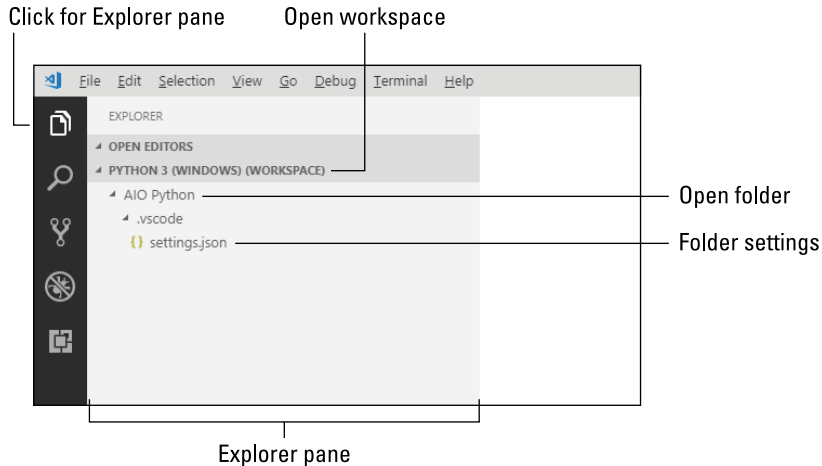 Click for Explorer pane
Open workspace
File Edit Selection View Go Debug Terminal Help
EXPLORER
OPEN EDITORS
PYTHON 3 (WINDOWS) (WORKSPACE)
AIO Python
Open folder
.vscode
{} settings.json
Folder settings
Explorer pane